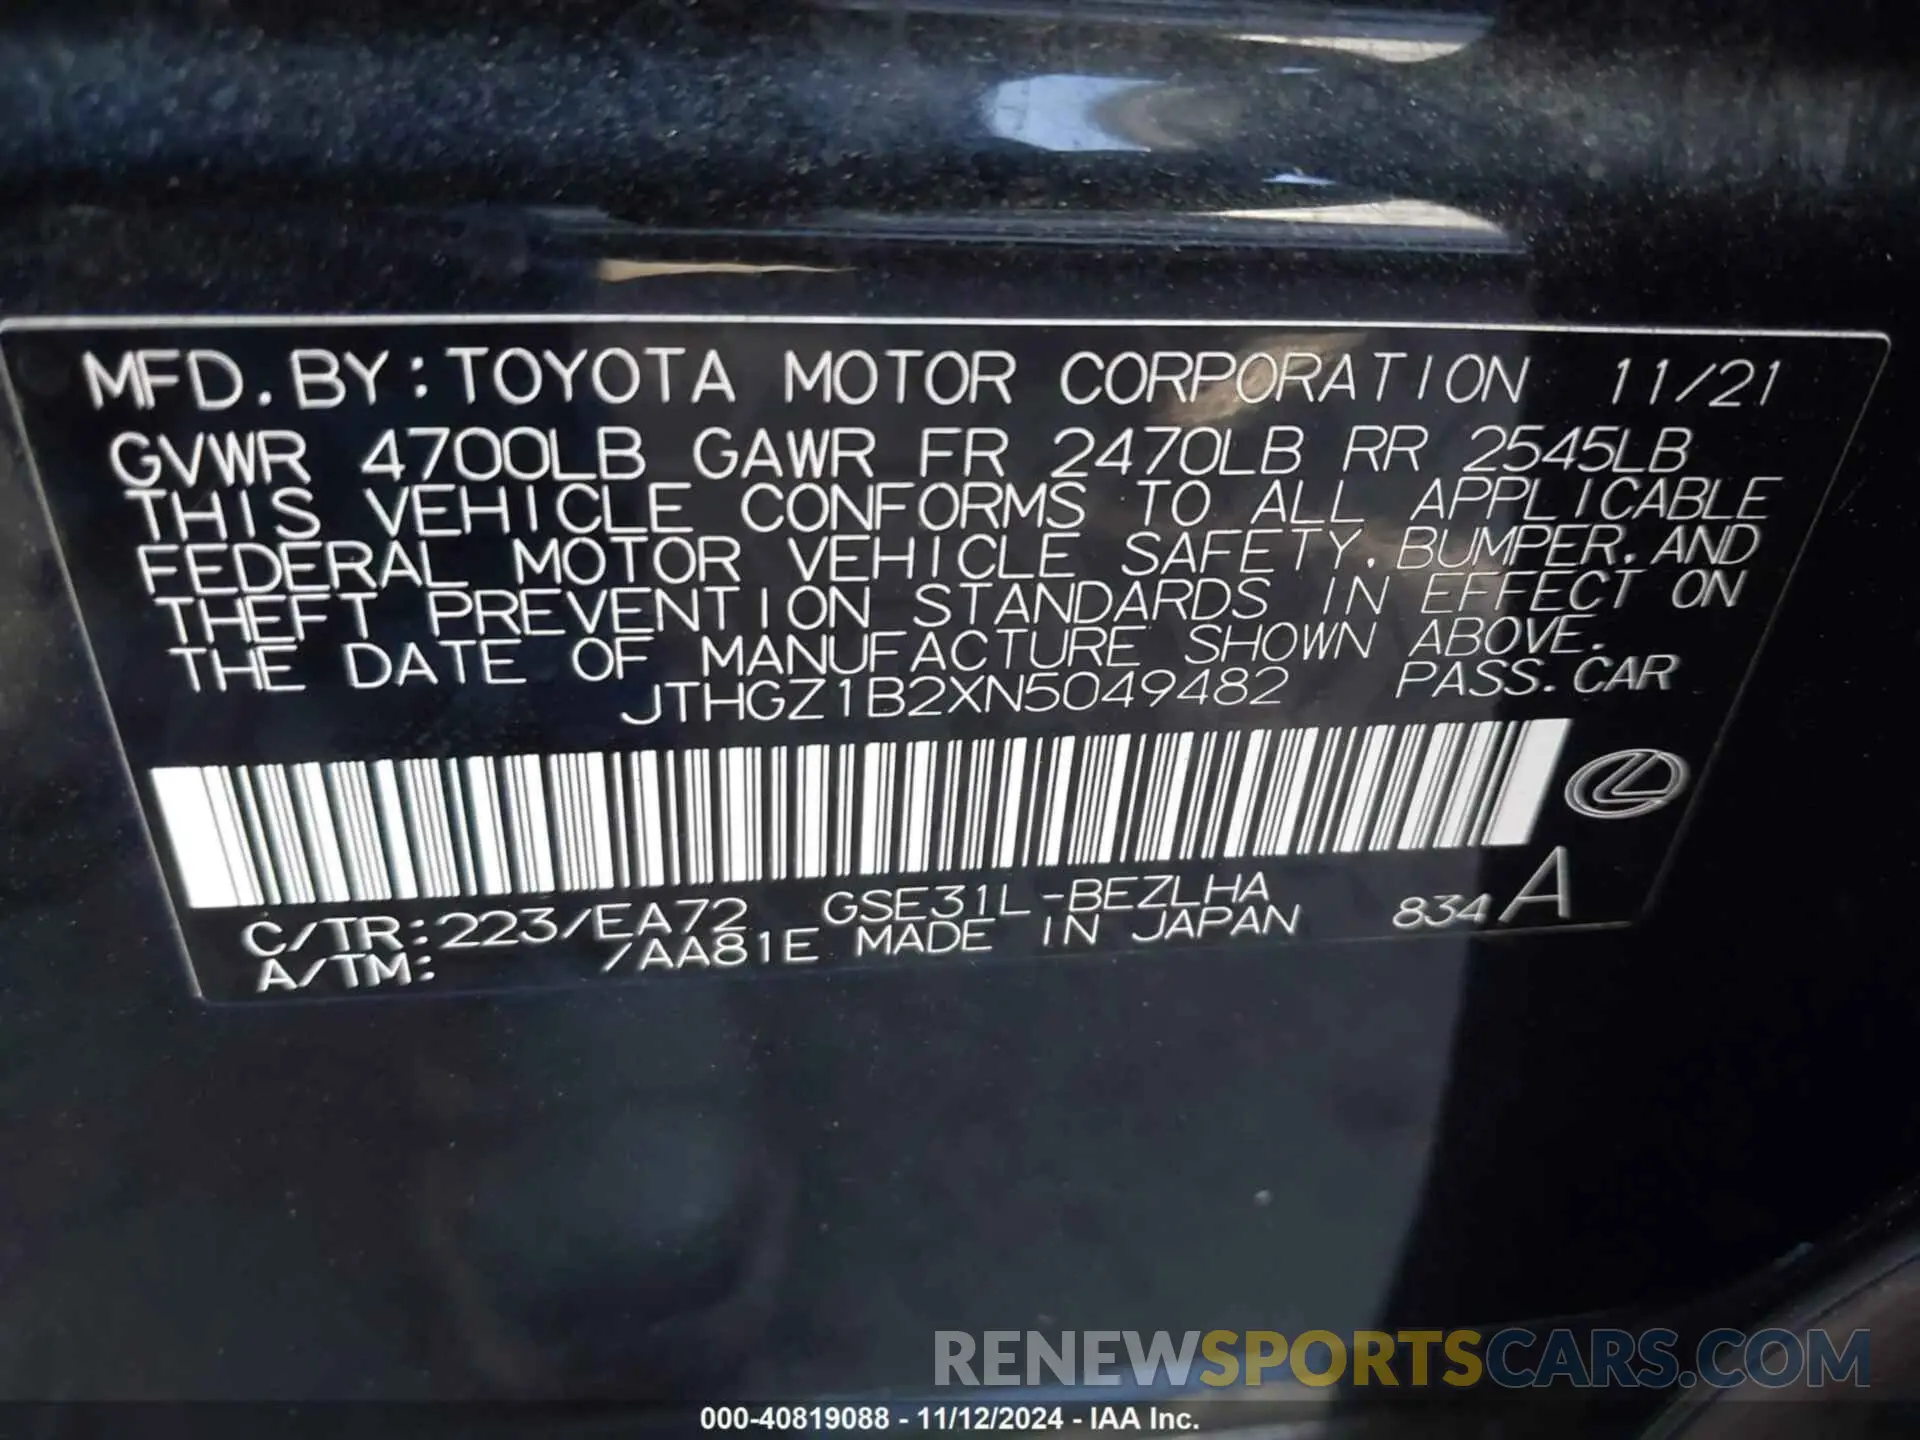 MFD. BY: TOYOTA MOTOR CORPORATION 11/21
GVWR 4700LB GAWR FR 2470LB RR 2545LB
THIS VEHICLE CONFORMS TO ALL APPLICABLE
FEDERAL MOTOR VEHICLE SAFETY, BUMPER, AND
THEFT PREVENTION STANDARDS IN EFFECT ON
THE DATE OF MANUFACTURE SHOWN ABOVE.
JTHGZ1B2XN5049482 PASS. CAR
C/TR: 223/EA72 GSE31L-BEZLHA 834A
A/TM: /AA81E MADE IN JAPAN
RENEWSPORTSCARS.COM
000-40819088 - 11/12/2024 - IAA Inc.